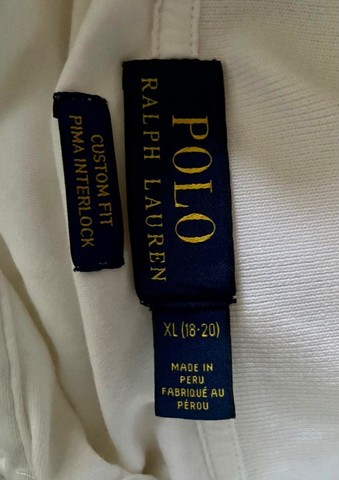 POLO
RALPH LAUREN
CUSTOM FIT
PIMA INTERLOCK
XL (18-20)
MADE IN
PERU
FABRIQUÉ AU
PÉROU